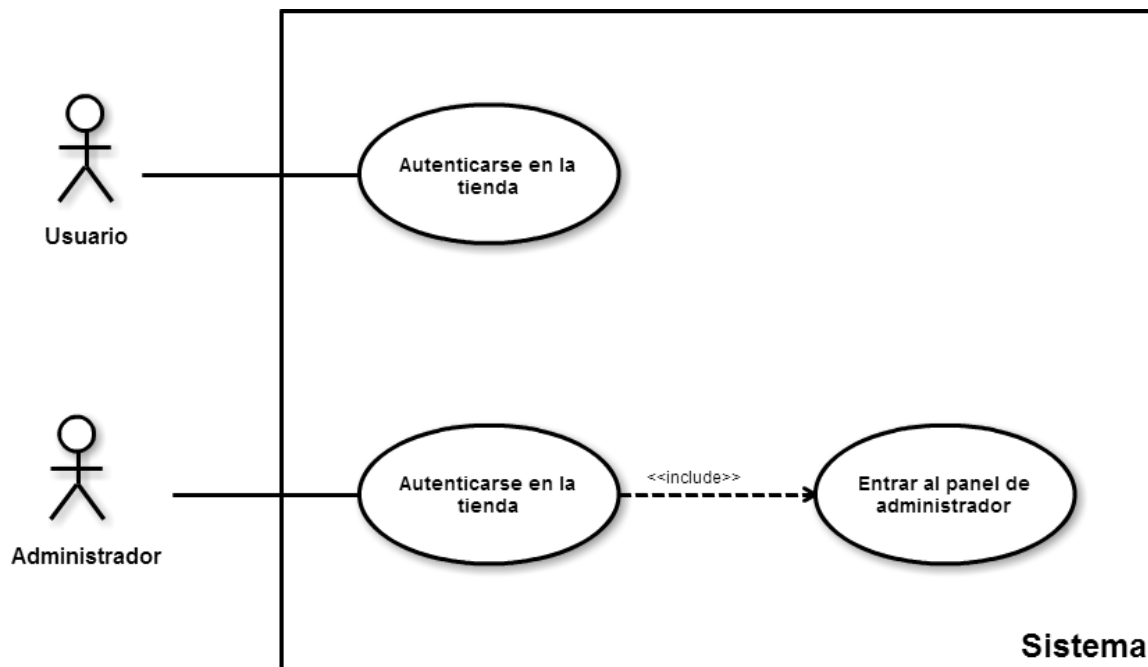 Autenticarse en la
tienda
Usuario
Autenticarse en la
tienda
<<include>>
Entrar al panel de
administrador
Administrador
Sistema